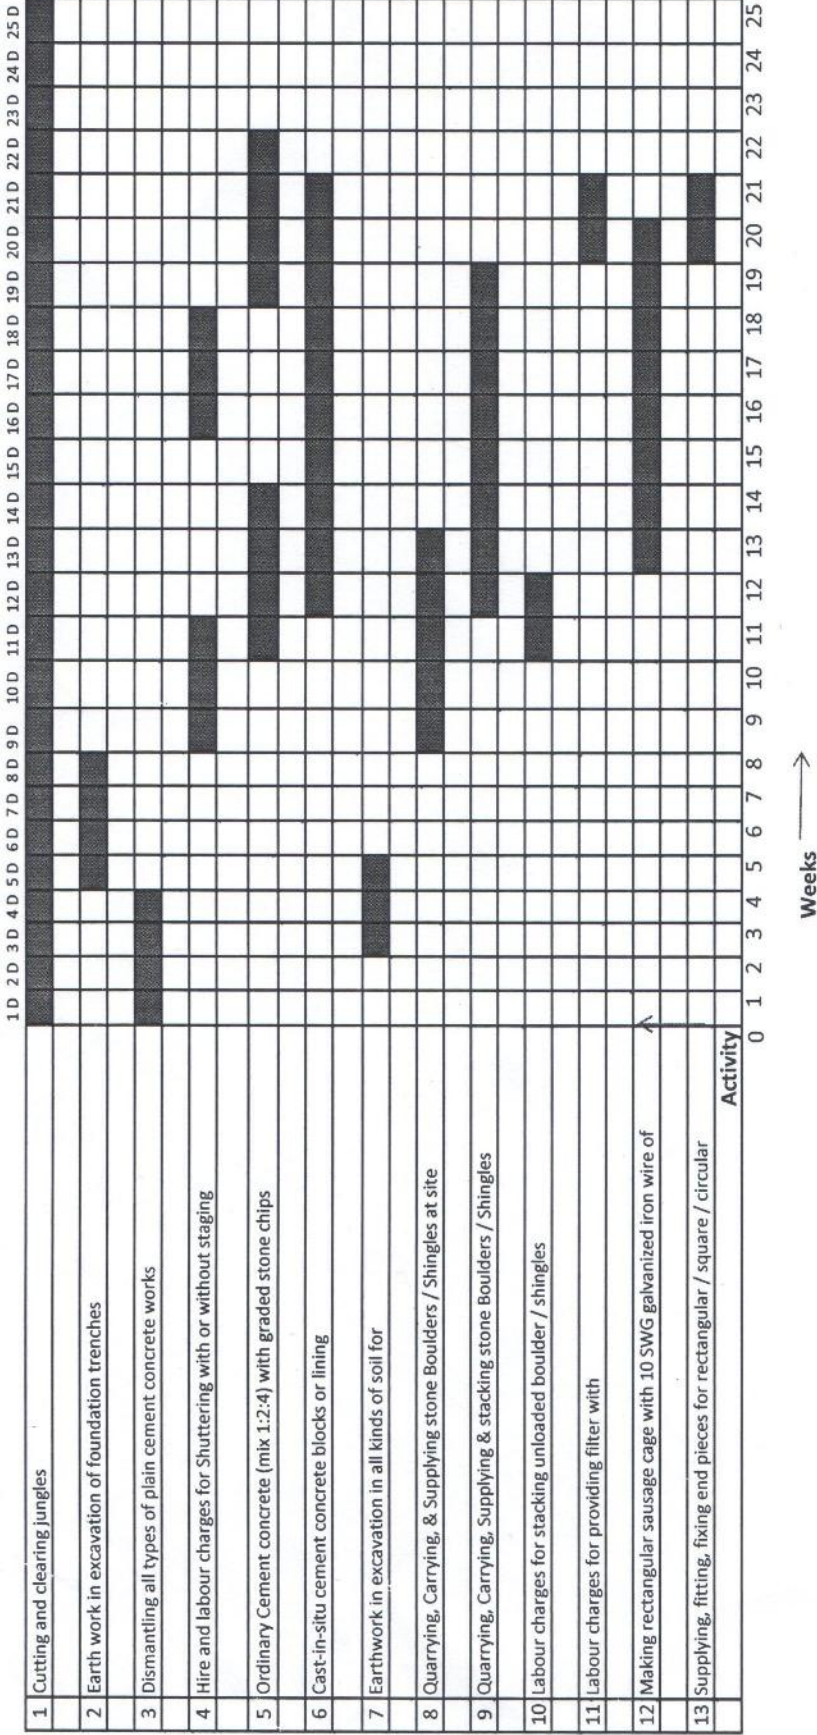 1D 2D 3D 4D 5D 6D 7D 8D 9D 10D 11D 12D 13D 14D 15D 16D 17D 18D 19D 20D 21D 22D 23D 24D 25D
1 Cutting and clearing jungles
2 Earth work in excavation of foundation trenches
3 Dismantling all types of plain cement concrete works
4 Hire and labour charges for Shuttering with or without staging
5 Ordinary Cement concrete (mix 1:2:4) with graded stone chips
6 Cast-in-situ cement concrete blocks or lining
7 Earthwork in excavation in all kinds of soil for
8 Quarrying, Carrying, & Supplying stone Boulders / Shingles at site
9 Quarrying, Carrying, Supplying & stacking stone Boulders / Shingles
10 Labour charges for stacking unloaded boulder / shingles
11 Labour charges for providing filter with
12 Making rectangular sausage cage with 10 SWG galvanized iron wire of
13 Supplying, fitting, fixing end pieces for rectangular / square / circular
Activity
0 1 2 3 4 5 6 7 8 9 10 11 12 13 14 15 16 17 18 19 20 21 22 23 24 25
Weeks